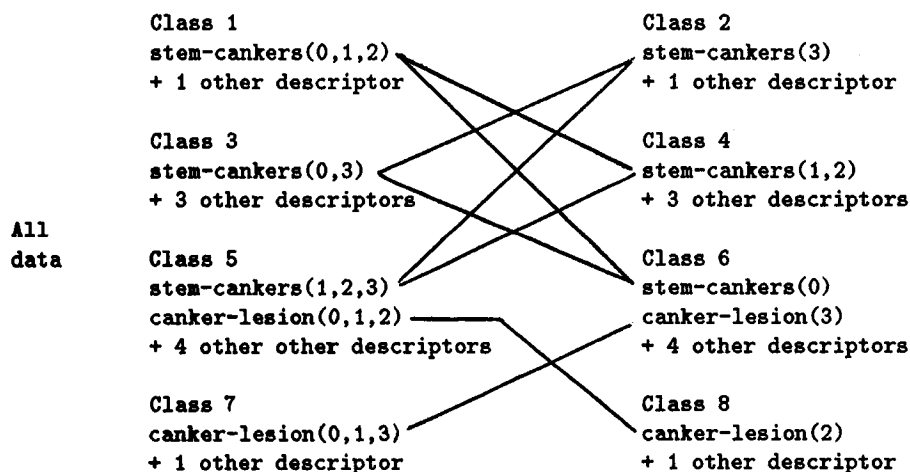 Class 1
stem-cankers(0,1,2)
+ 1 other descriptor
Class 2
stem-cankers(3)
+ 1 other descriptor
Class 3
stem-cankers(0,3)
+ 3 other descriptors
Class 4
stem-cankers(1,2)
+ 3 other descriptors
All
data
Class 5
stem-cankers(1,2,3)
canker-lesion(0,1,2)
+ 4 other other descriptors
Class 6
stem-cankers(0)
canker-lesion(3)
+ 4 other descriptors
Class 7
canker-lesion(0,1,3)
+ 1 other descriptor
Class 8
canker-lesion(2)
+ 1 other descriptor